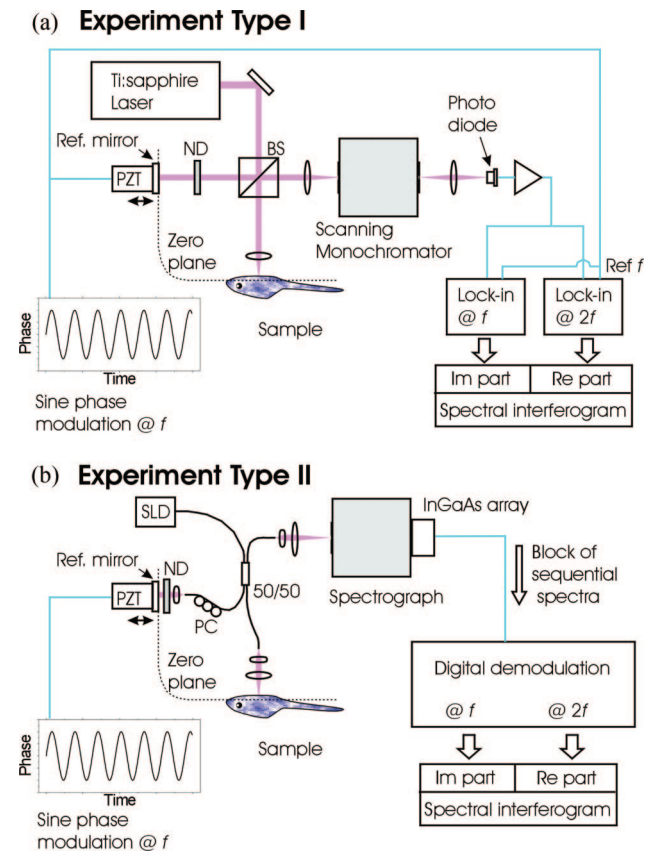 (a) Experiment Type I
Ti:sapphire
Laser
Photo
diode
Ref. mirror
ND
BS
PZT
Scanning
Monochromator
Zero
plane
Ref f
Lock-in
@ f
Lock-in
@ 2f
Sample
Phase
Time
Im part
Re part
Spectral interferogram
Sine phase
modulation @ f
(b) Experiment Type II
InGaAs array
SLD
Ref. mirror
ND
Block of
sequential
spectra
PZT
50/50
Spectrograph
PC
Zero
plane
Digital demodulation
@ f
@ 2f
Sample
Phase
Time
Im part
Re part
Spectral interferogram
Sine phase
modulation @ f